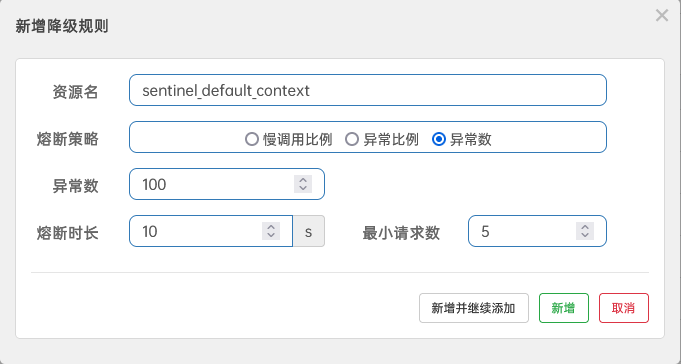 新增降级规则
资源名 sentinel_default_context
熔断策略 慢调用比例 异常比例 异常数
异常数 100
熔断时长 10 s 最小请求数 5
新增并继续添加 新增 取消